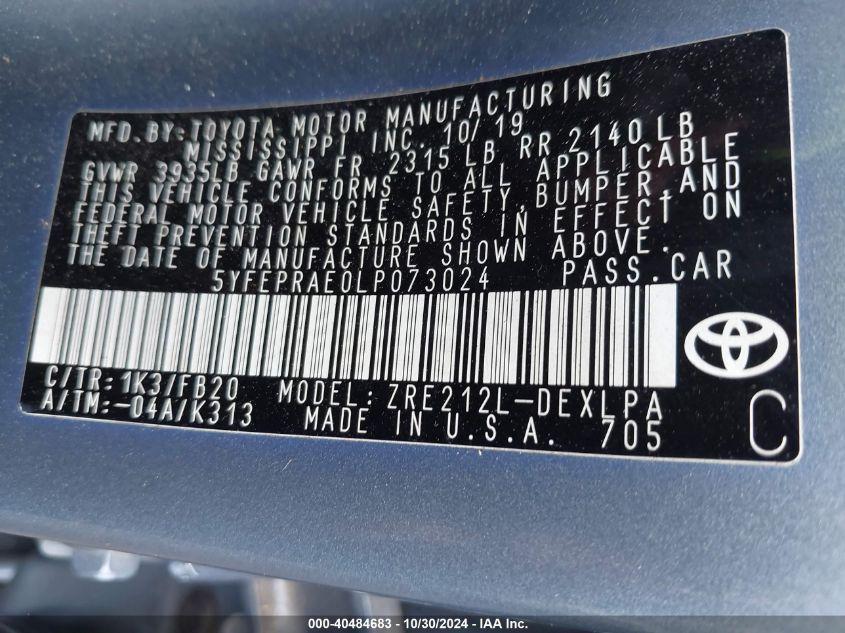 MFD. BY: TOYOTA MOTOR MANUFACTURING
MISSISSIPPI INC. 10/19
GVWR 3935LB GAWR FR 2315 LB RR 2140 LB
THIS VEHICLE CONFORMS TO ALL APPLICABLE
FEDERAL MOTOR VEHICLE SAFETY, BUMPER, AND
THEFT PREVENTION STANDARDS IN EFFECT ON
THE DATE OF MANUFACTURE SHOWN ABOVE.
5YFEPRAE0LP073024 PASS. CAR
C/TR: 1K3/FB20 MODEL: ZRE212L-DEXLPA
A/TM: -04A/K313 MADE IN U.S.A. 705 C
000-40484683 - 10/30/2024 - IAA Inc.